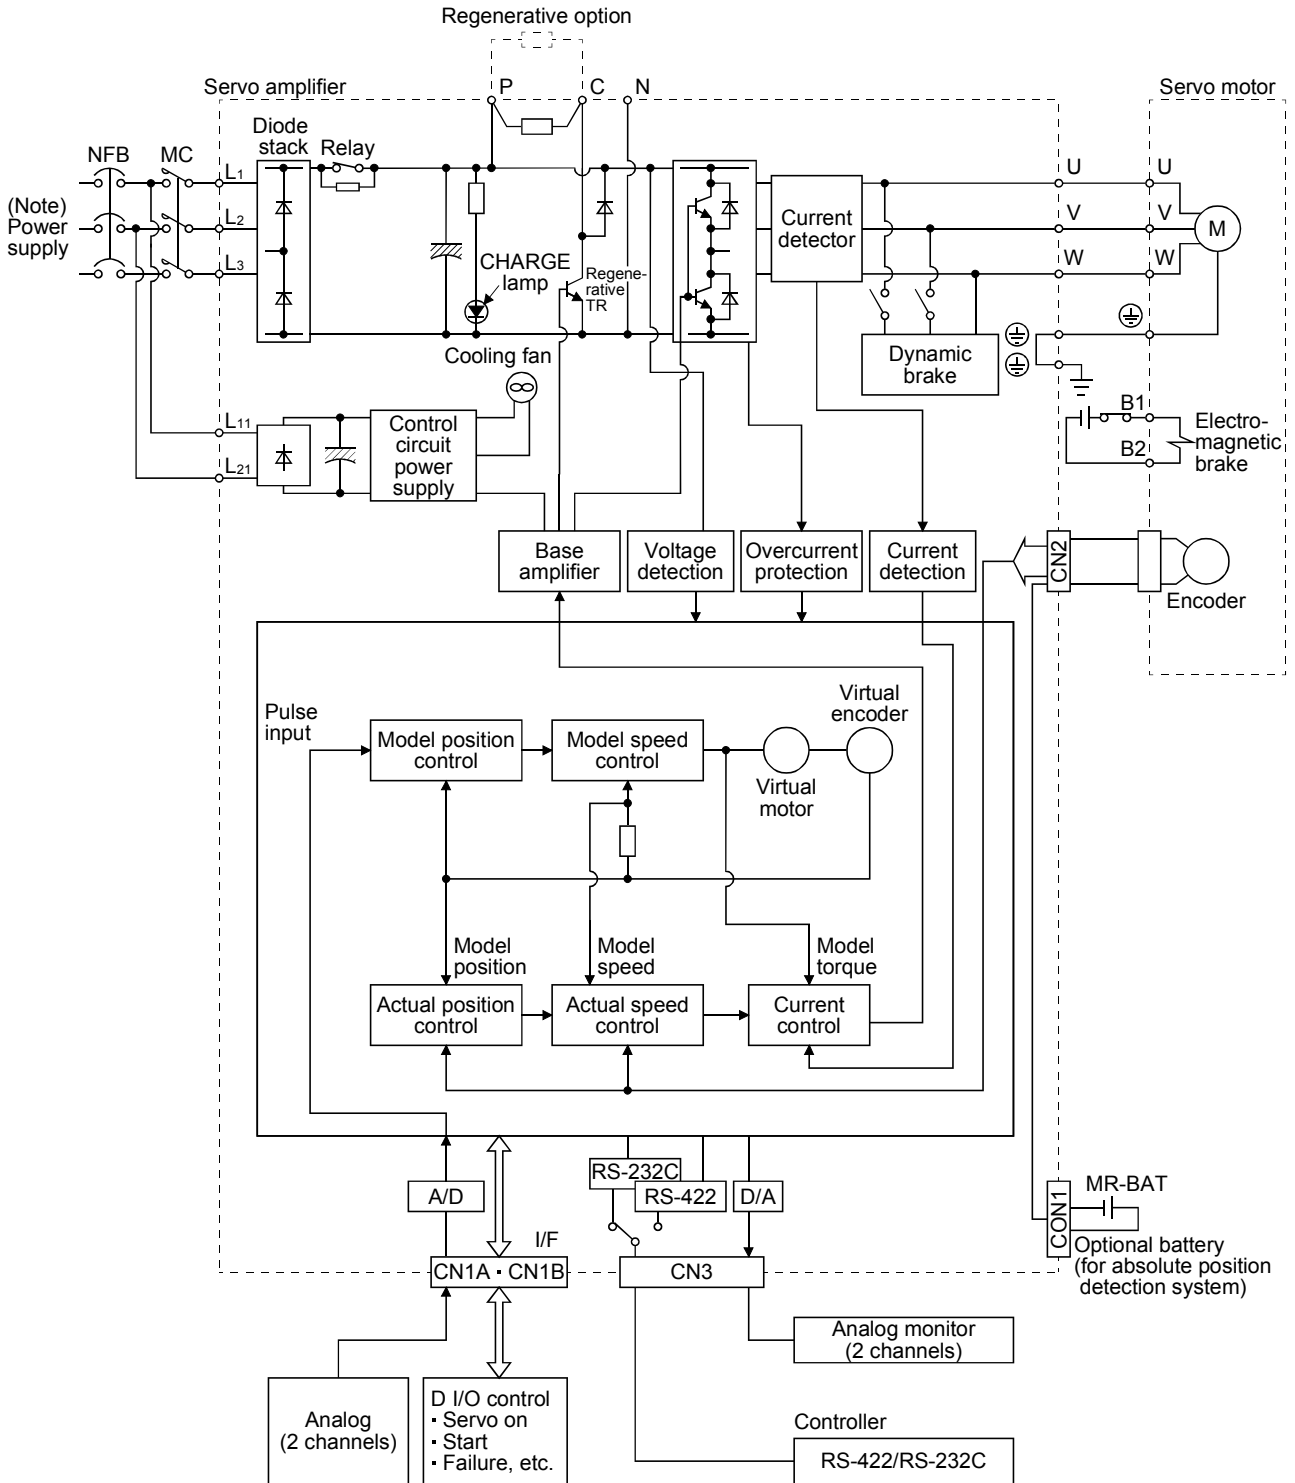 Regenerative option
Servo amplifier
P
C
N
Servo motor
Diode
stack
Relay
NFB
MC
L1
L2
L3
(Note)
Power
supply
CHARGE
lamp
Regene-
rative
TR
Current
detector
U
V
W
U
V
W
M
Dynamic
brake
Cooling fan
Control
circuit
power
supply
L11
L21
B1
B2
Electro-
magnetic
brake
Base
amplifier
Voltage
detection
Overcurrent
protection
Current
detection
CN2
Encoder
Pulse
input
Model position
control
Model speed
control
Virtual
motor
Virtual
encoder
Model
position
Model
speed
Model
torque
Actual position
control
Actual speed
control
Current
control
A/D
I/F
RS-232C
RS-422
D/A
CN1A・CN1B
CN3
CON1
MR-BAT
Optional battery
(for absolute position
detection system)
Analog monitor
(2 channels)
Analog
(2 channels)
D I/O control
・Servo on
・Start
・Failure, etc.
Controller
RS-422/RS-232C